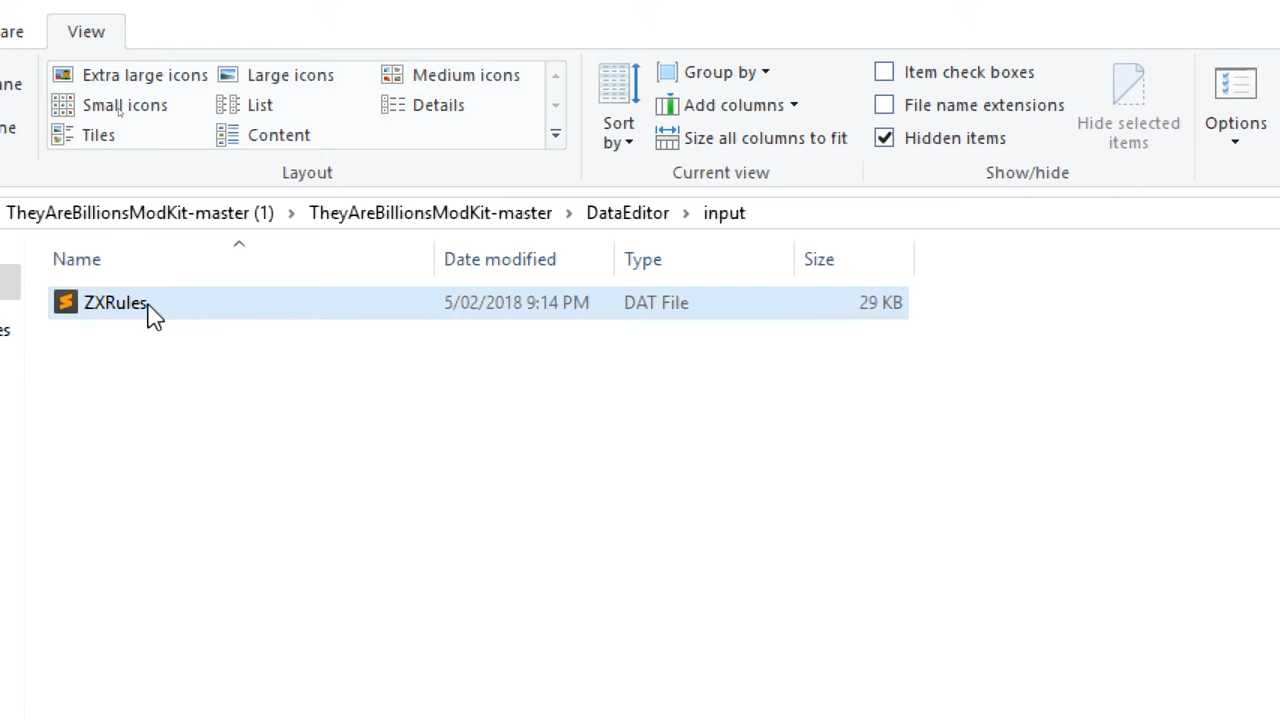 are View
ane Extra large icons Large icons Medium icons Group by Item check boxes
ne Small icons List Details Add columns File name extensions
Tiles Content Sort by Size all columns to fit Hidden items Hide selected items Options
Layout Current view Show/hide
TheyAreBillionsModKit-master (1) > TheyAreBillionsModKit-master > DataEditor > input
Name Date modified Type Size
ZXRules 5/02/2018 9:14 PM DAT File 29 KB
es